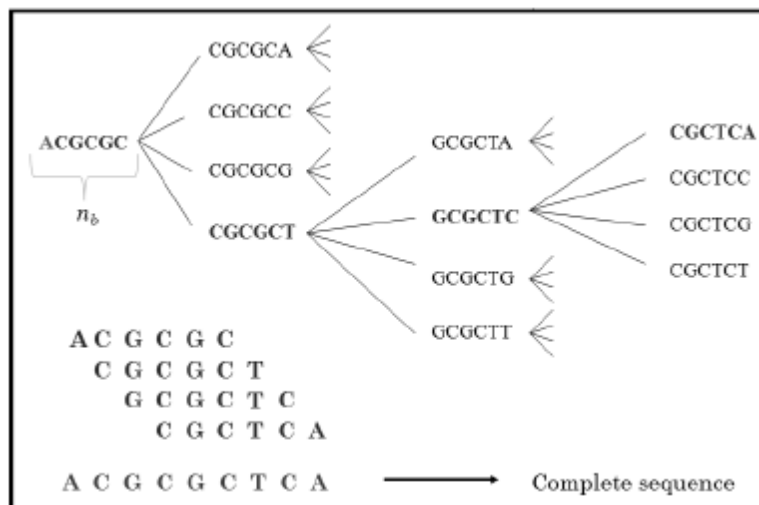 CGCGCA
CGCGCC
ACGCGC
CGCGCG
n_b
CGCGCT
GCGCTA
GCGCTC
GCGCTG
GCGCTT
CGCTCA
CGCTCC
CGCTCG
CGCTCT
A C G C G C
C G C G C T
G C G C T C
C G C T C A
A C G C G C T C A
Complete sequence